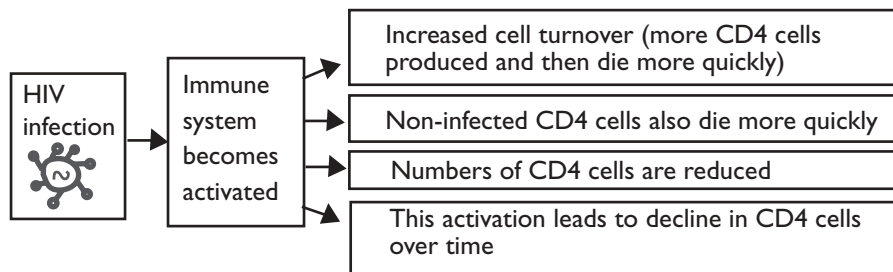 HIV
infection
Immune
system
becomes
activated
Increased cell turnover (more CD4 cells
produced and then die more quickly)
Non-infected CD4 cells also die more quickly
Numbers of CD4 cells are reduced
This activation leads to decline in CD4 cells
over time